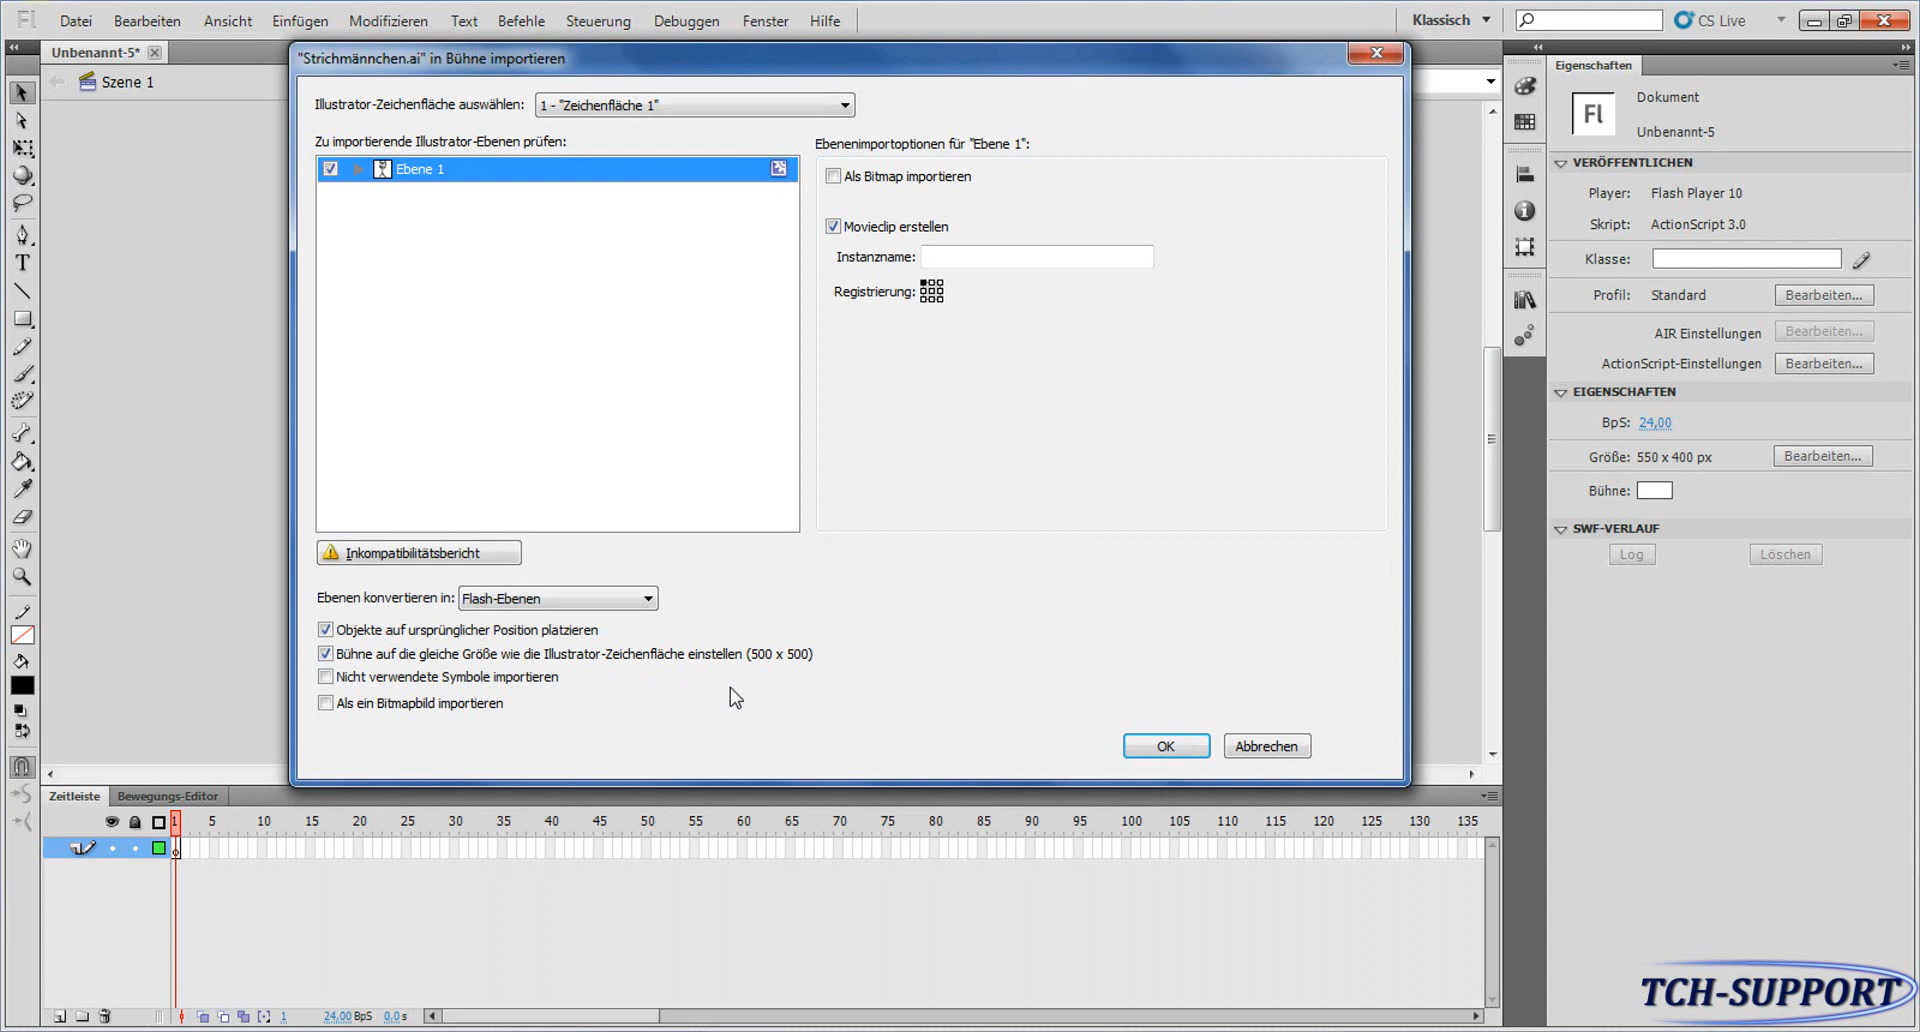 Fl Datei Bearbeiten Ansicht Einfügen Modifizieren Text Befehle Steuerung Debuggen Fenster Hilfe Klassisch CS Live
Unbenannt-5*
Szene 1
"Strichmännchen.ai" in Bühne importieren
Illustrator-Zeichenfläche auswählen: 1 - "Zeichenfläche 1"
Zu importierende Illustrator-Ebenen prüfen:
Ebene 1
Ebenenimportoptionen für "Ebene 1":
Als Bitmap importieren
Movieclip erstellen
Instanzname:
Registrierung:
Inkompatibilitätsbericht
Ebenen konvertieren in: Flash-Ebenen
Objekte auf ursprünglicher Position platzieren
Bühne auf die gleiche Größe wie die Illustrator-Zeichenfläche einstellen (500 x 500)
Nicht verwendete Symbole importieren
Als ein Bitmapbild importieren
OK Abbrechen
Eigenschaften
Fl
Dokument
Unbenannt-5
VERÖFFENTLICHEN
Player: Flash Player 10
Skript: ActionScript 3.0
Klasse:
Profil: Standard Bearbeiten...
AIR Einstellungen Bearbeiten...
ActionScript-Einstellungen Bearbeiten...
EIGENSCHAFTEN
BpS: 24,00
Größe: 550 x 400 px Bearbeiten...
Bühne:
SWF-VERLAUF
Log Löschen
Zeitleiste Bewegungs-Editor
1 5 10 15 20 25 30 35 40 45 50 55 60 65 70 75 80 85 90 95 100 105 110 115 120 125 130 135
1 24,00 BpS 0.0 s
TCH-SUPPORT